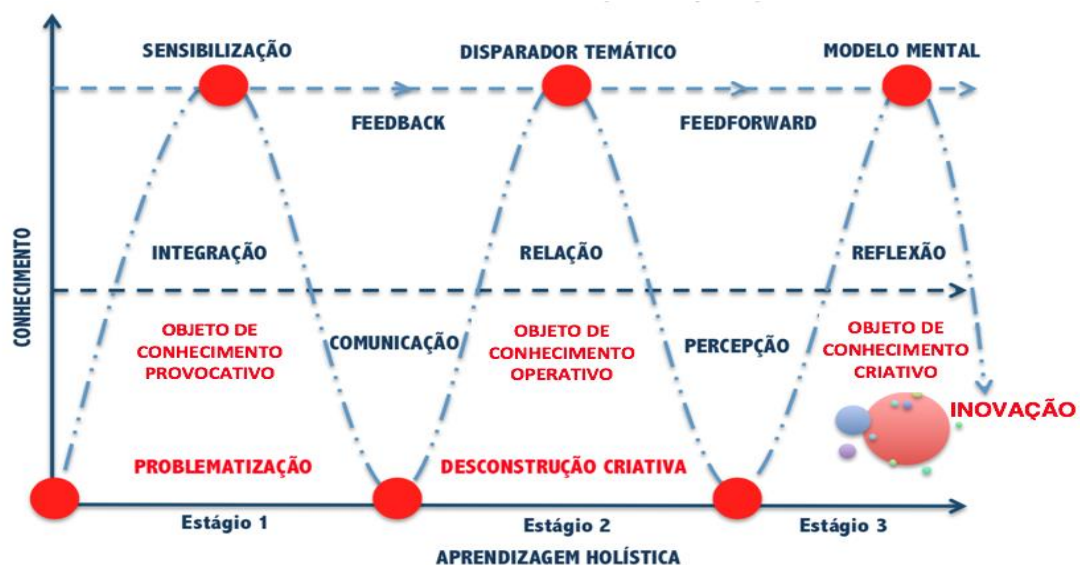 SENSIBILIZAÇÃO
DISPARADOR TEMÁTICO
MODELO MENTAL
FEEDBACK
FEEDFORWARD
CONHECIMENTO
INTEGRAÇÃO
RELAÇÃO
REFLEXÃO
OBJETO DE
CONHECIMENTO
PROVOCATIVO
COMUNICAÇÃO
OBJETO DE
CONHECIMENTO
OPERATIVO
PERCEPÇÃO
OBJETO DE
CONHECIMENTO
CRIATIVO
INOVAÇÃO
PROBLEMATIZAÇÃO
DESCONSTRUÇÃO CRIATIVA
Estágio 1
Estágio 2
Estágio 3
APRENDIZAGEM HOLÍSTICA